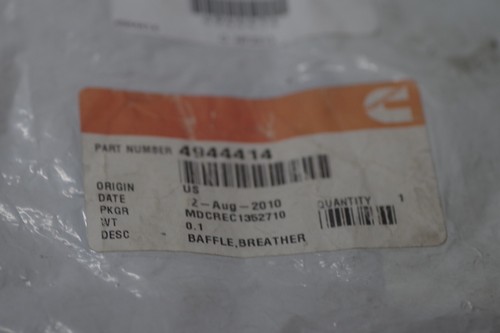 PART NUMBER 4944414
ORIGIN US
DATE 2-Aug-2010 QUANTITY 1
PKGR MDCREC1352710
WT 0.1
DESC BAFFLE,BREATHER